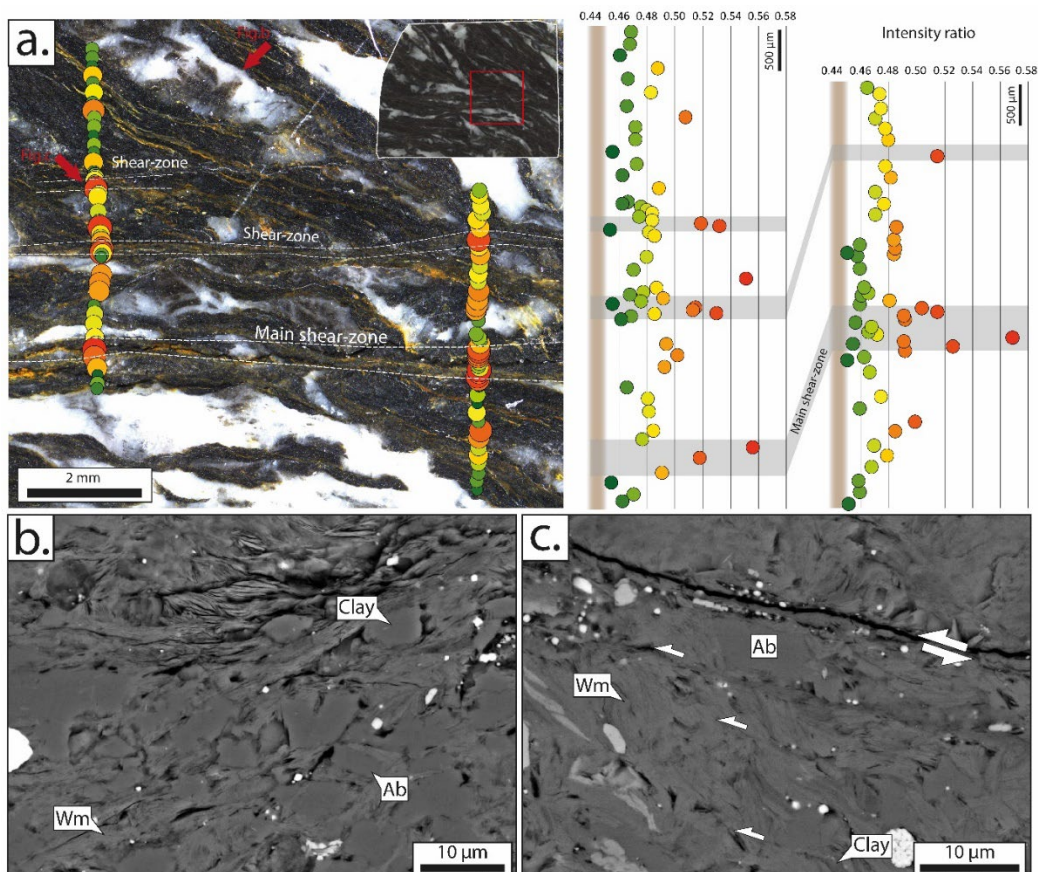 a.
Fig.b
Shear-zone
Shear-zone
Main shear-zone
2 mm
0.44 0.46 0.48 0.50 0.52 0.54 0.56 0.58
500 µm
Intensity ratio
0.44 0.46 0.48 0.50 0.52 0.54 0.56 0.58
500 µm
Main shear-zone
b.
Clay
Ab
Wm
10 µm
c.
Ab
Wm
Clay
10 µm